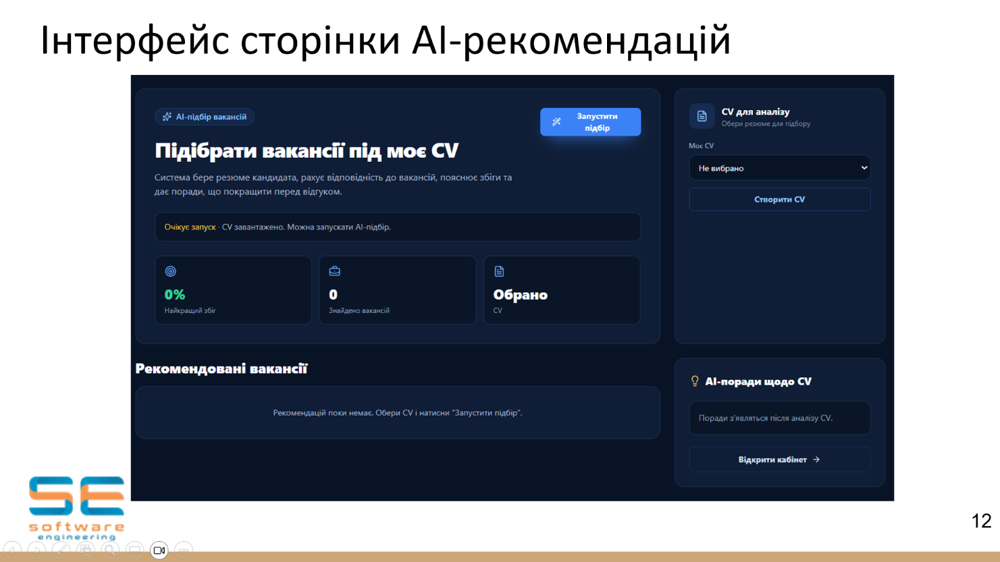 Інтерфейс сторінки AI-рекомендацій
AI-підбір вакансій
Запустити
підбір
Підібрати вакансії під моє CV
Система бере резюме кандидата, рахує відповідність до вакансій, пояснює збіги та
дає поради, що покращити перед відгуком.
Очікує запуск · CV завантажено. Можна запускати AI-підбір.
0%
Найкращий збіг
0
Знайдено вакансій
Обрано
CV
CV для аналізу
Обери резюме для підбору
Моє CV
Не вибрано
Створити CV
Рекомендовані вакансії
Рекомендацій поки немає. Обери CV і натисни "Запустити підбір".
AI-поради щодо CV
Поради з'являться після аналізу CV.
Відкрити кабінет →
SE
software
engineering
12